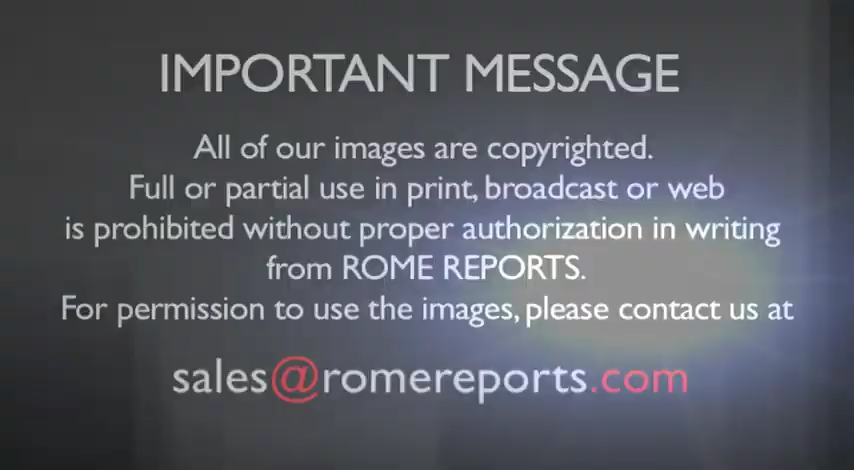 IMPORTANT MESSAGE
All of our images are copyrighted.
Full or partial use in print, broadcast or web
is prohibited without proper authorization in writing
from ROME REPORTS.
For permission to use the images, please contact us at
sales@romereports.com